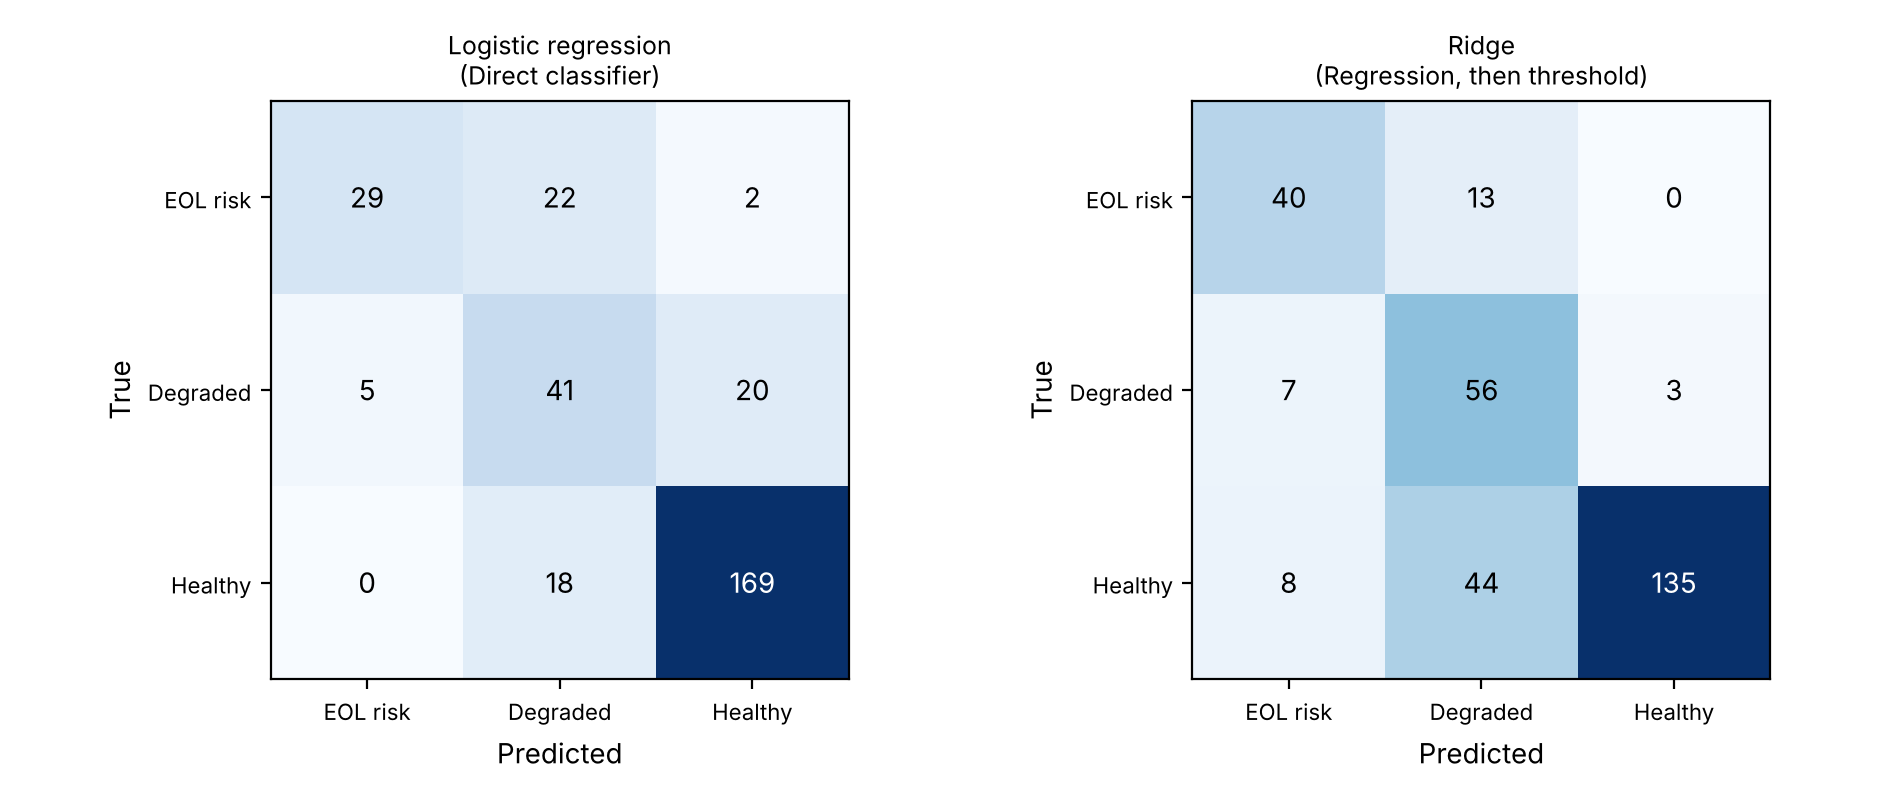 Logistic regression
(Direct classifier)
True
EOL risk
29 22 2
Degraded
5 41 20
Healthy
0 18 169
EOL risk Degraded Healthy
Predicted
Ridge
(Regression, then threshold)
True
EOL risk
40 13 0
Degraded
7 56 3
Healthy
8 44 135
EOL risk Degraded Healthy
Predicted